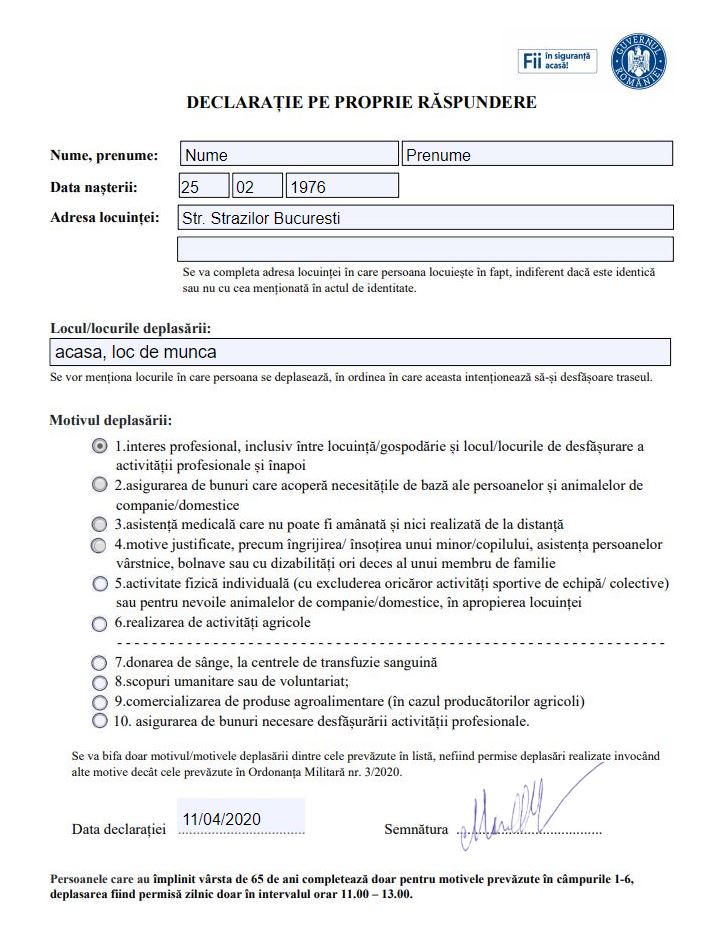 Fii în siguranță
acasă!
GUVERNUL ROMÂNIEI
DECLARAȚIE PE PROPRIE RĂSPUNDERE
Nume, prenume: Nume Prenume
Data nașterii: 25 02 1976
Adresa locuinței: Str. Strazilor Bucuresti
Se va completa adresa locuinței în care persoana locuiește în fapt, indiferent dacă este identică
sau nu cu cea menționată în actul de identitate.
Locul/locurile deplasării:
acasa, loc de munca
Se vor menționa locurile în care persoana se deplasează, în ordinea în care aceasta intenționează să-și desfășoare traseul.
Motivul deplasării:
1.interes profesional, inclusiv între locuință/gospodărie și locul/locurile de desfășurare a
activității profesionale și înapoi
2.asigurarea de bunuri care acoperă necesitățile de bază ale persoanelor și animalelor de
companie/domestice
3.asistență medicală care nu poate fi amânată și nici realizată de la distanță
4.motive justificate, precum îngrijirea/ însoțirea unui minor/copilului, asistența persoanelor
vârstnice, bolnave sau cu dizabilități ori deces al unui membru de familie
5.activitate fizică individuală (cu excluderea oricăror activități sportive de echipă/ colective)
sau pentru nevoile animalelor de companie/domestice, în apropierea locuinței
6.realizarea de activități agricole
7.donarea de sânge, la centrele de transfuzie sanguină
8.scopuri umanitare sau de voluntariat;
9.comercializarea de produse agroalimentare (în cazul producătorilor agricoli)
10. asigurarea de bunuri necesare desfășurării activității profesionale.
Se va bifa doar motivul/motivele deplasării dintre cele prevăzute în listă, nefiind permise deplasări realizate invocând
alte motive decât cele prevăzute în Ordonanța Militară nr. 3/2020.
Data declarației 11/04/2020 Semnătura
Persoanele care au împlinit vârsta de 65 de ani completează doar pentru motivele prevăzute în câmpurile 1-6,
deplasarea fiind permisă zilnic doar în intervalul orar 11.00 – 13.00.